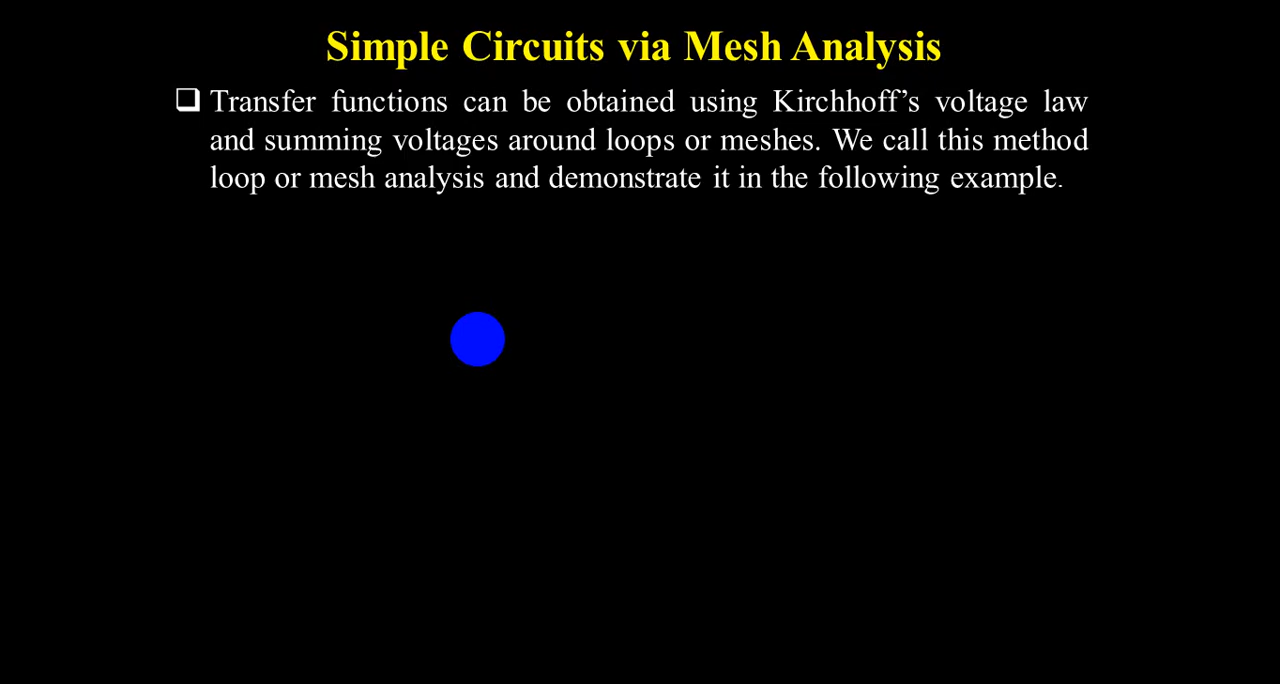 Simple Circuits via Mesh Analysis
❑ Transfer functions can be obtained using Kirchhoff’s voltage law
and summing voltages around loops or meshes. We call this method
loop or mesh analysis and demonstrate it in the following example.